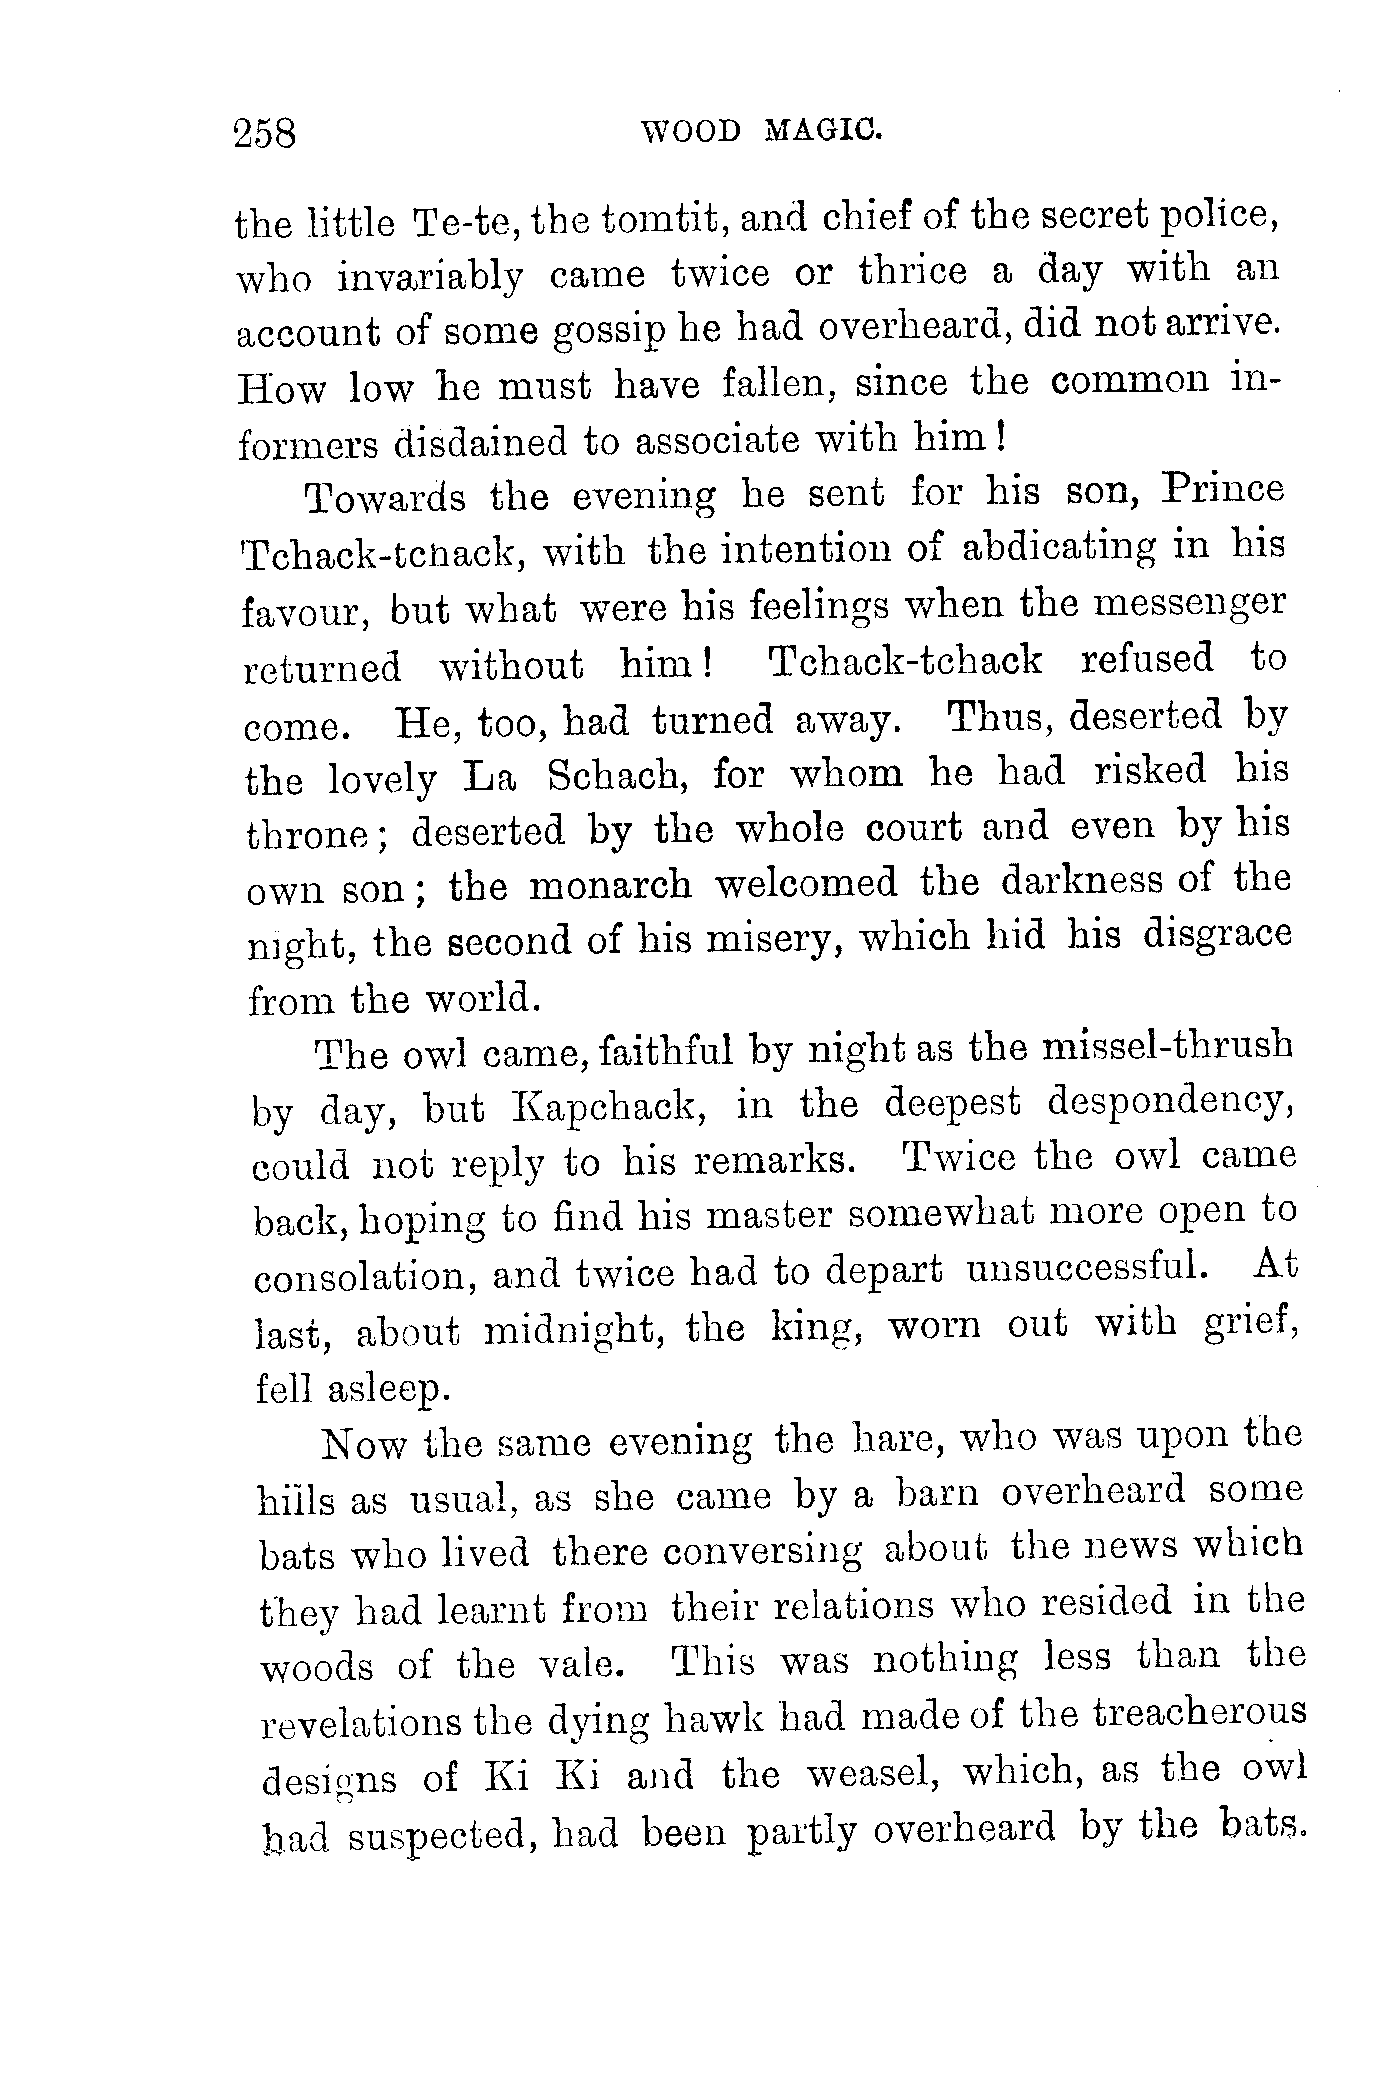 258 WOOD MAGIC.
the little Te-te, the tomtit, and chief of the secret police,
who invariably came twice or thrice a day with an
account of some gossip he had overheard, did not arrive.
How low he must have fallen, since the common in-
formers disdained to associate with him!
Towards the evening he sent for his son, Prince
Tchack-tchack, with the intention of abdicating in his
favour, but what were his feelings when the messenger
returned without him! Tchack-tchack refused to
come. He, too, had turned away. Thus, deserted by
the lovely La Schach, for whom he had risked his
throne; deserted by the whole court and even by his
own son; the monarch welcomed the darkness of the
night, the second of his misery, which hid his disgrace
from the world.
The owl came, faithful by night as the missel-thrush
by day, but Kapchack, in the deepest despondency,
could not reply to his remarks. Twice the owl came
back, hoping to find his master somewhat more open to
consolation, and twice had to depart unsuccessful. At
last, about midnight, the king, worn out with grief,
fell asleep.
Now the same evening the hare, who was upon the
hills as usual, as she came by a barn overheard some
bats who lived there conversing about the news which
they had learnt from their relations who resided in the
woods of the vale. This was nothing less than the
revelations the dying hawk had made of the treacherous
designs of Ki Ki and the weasel, which, as the owl
had suspected, had been partly overheard by the bats.